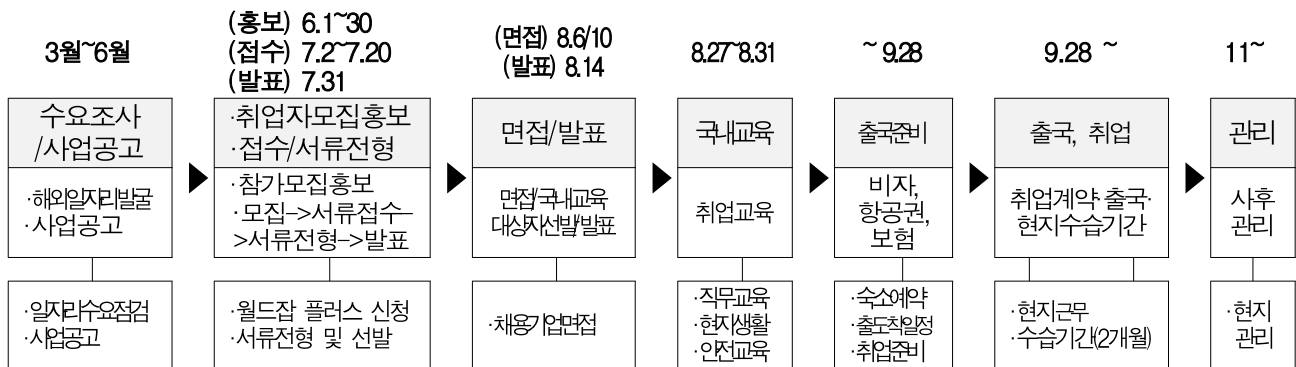 3월~6월
(홍보) 6.1~30
(접수) 7.2~7.20
(발표) 7.31
(면접) 8.6/10
(발표) 8.14
8.27~8.31
~ 9.28
9.28 ~
11~
수요조사
/사업공고
·취업자모집홍보
·접수/서류전형
면접/발표
국내교육
출국준비
출국, 취업
관리
·해외일자리발굴
·사업공고
·참가모집홍보
·모집->서류접수-
>서류전형->발표
면접/국내교육
대상자선발/발표
취업교육
비자,
항공권,
보험
취업계약·출국·
현지수습기간
사후
관리
·일자리수요점검
·사업공고
·월드잡 플러스 신청
·서류전형 및 선발
·채용기업면접
·직무교육
·현지생활
·안전교육
·숙소예약
·출도착일정
·취업준비
·현지근무
·수습기간(2개월)
·현지
관리